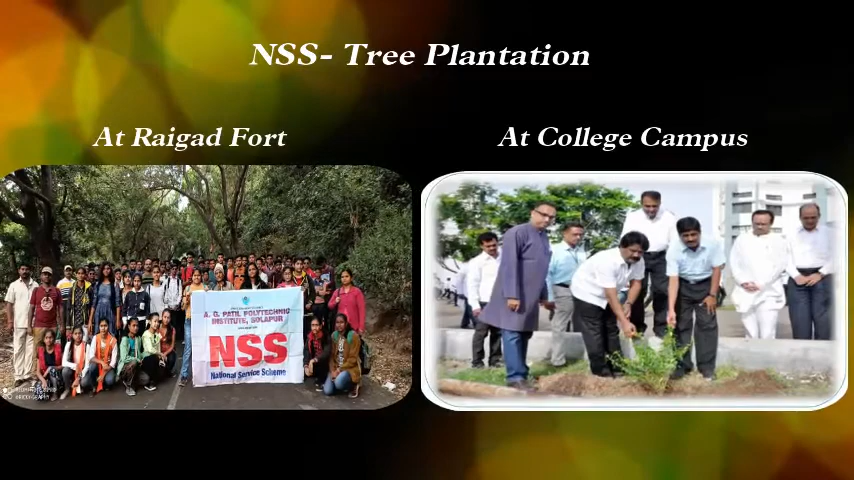 NSS- Tree Plantation
At Raigad Fort
At College Campus
A. G. PATIL POLYTECHNIC
INSTITUTE, SOLAPUR
NSS
National Service Scheme